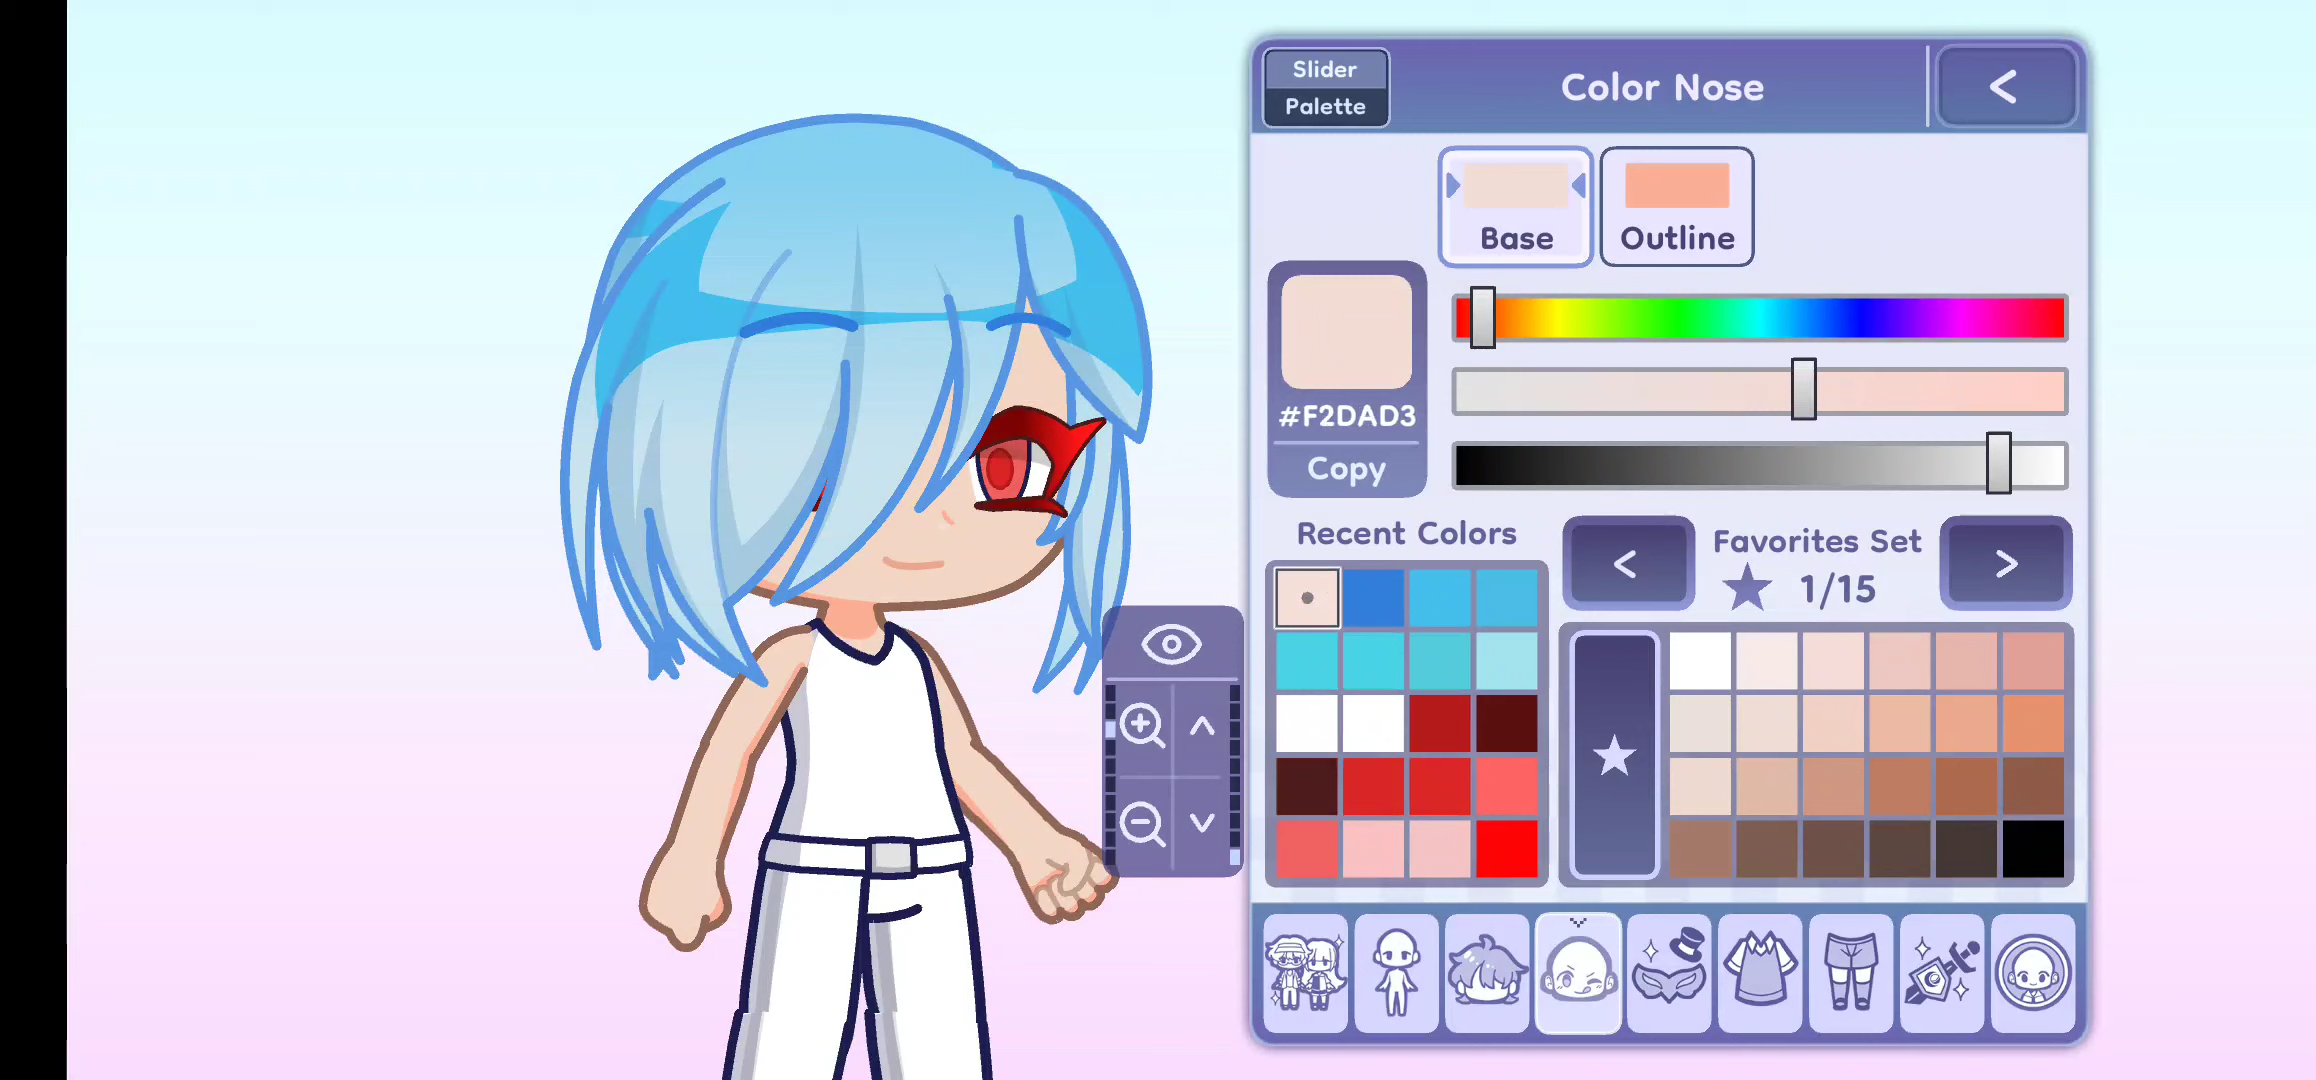 Slider
Palette
Color Nose
Base
Outline
#F2DAD3
Copy
Recent Colors
Favorites Set
1/15